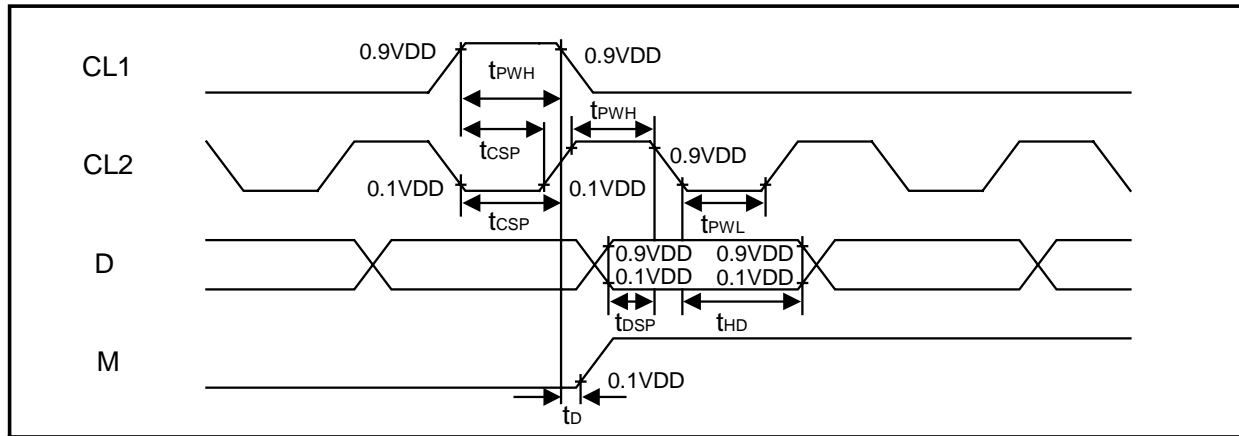 CL1
0.9VDD
0.9VDD
tPWH
tPWH
tCSP
CL2
0.9VDD
0.1VDD
0.1VDD
tCSP
tPWL
D
0.9VDD
0.9VDD
0.1VDD
0.1VDD
tDSP
tHD
M
0.1VDD
tD